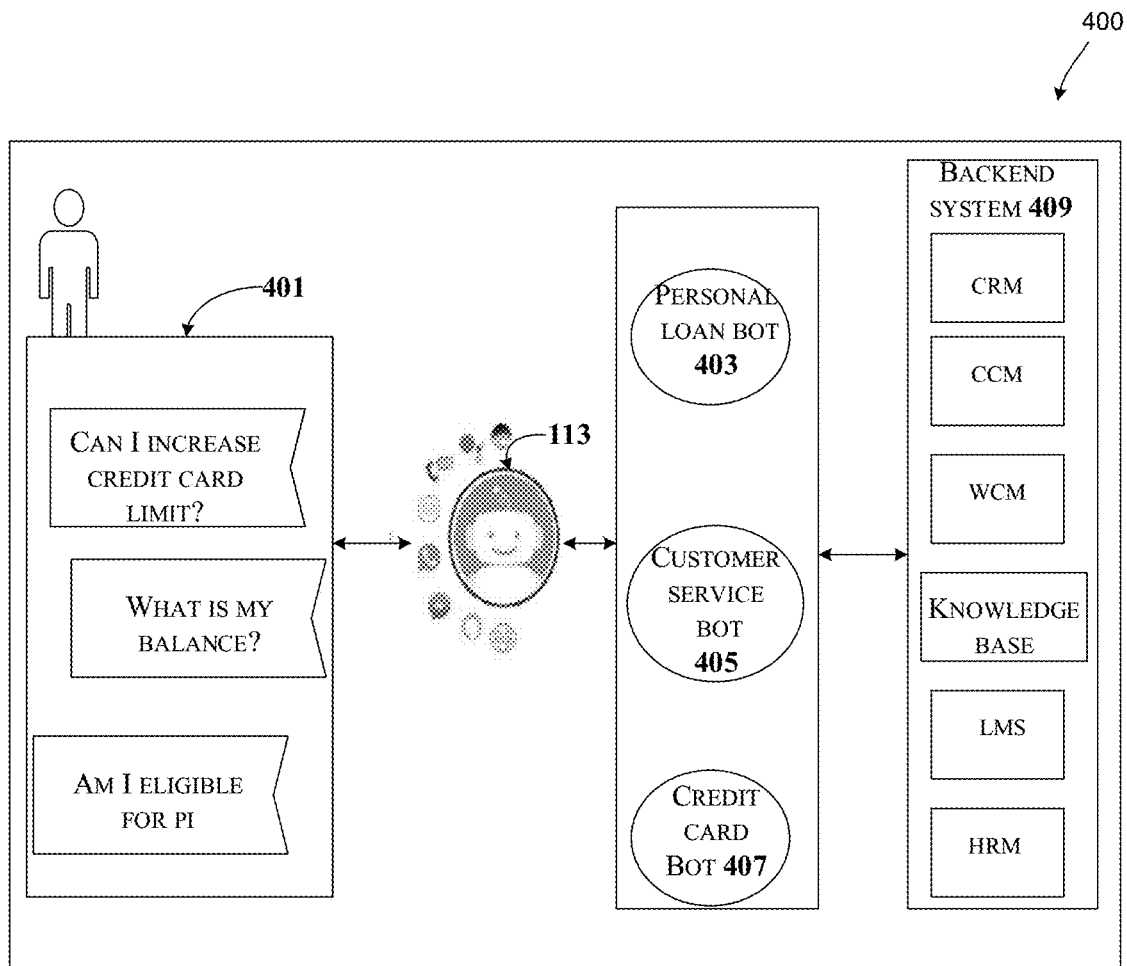 400
401
CAN I INCREASE
CREDIT CARD
LIMIT?
WHAT IS MY
BALANCE?
AM I ELIGIBLE
FOR PI
113
PERSONAL
LOAN BOT
403
CUSTOMER
SERVICE
BOT
405
CREDIT
CARD
BOT 407
BACKEND
SYSTEM 409
CRM
CCM
WCM
KNOWLEDGE
BASE
LMS
HRM